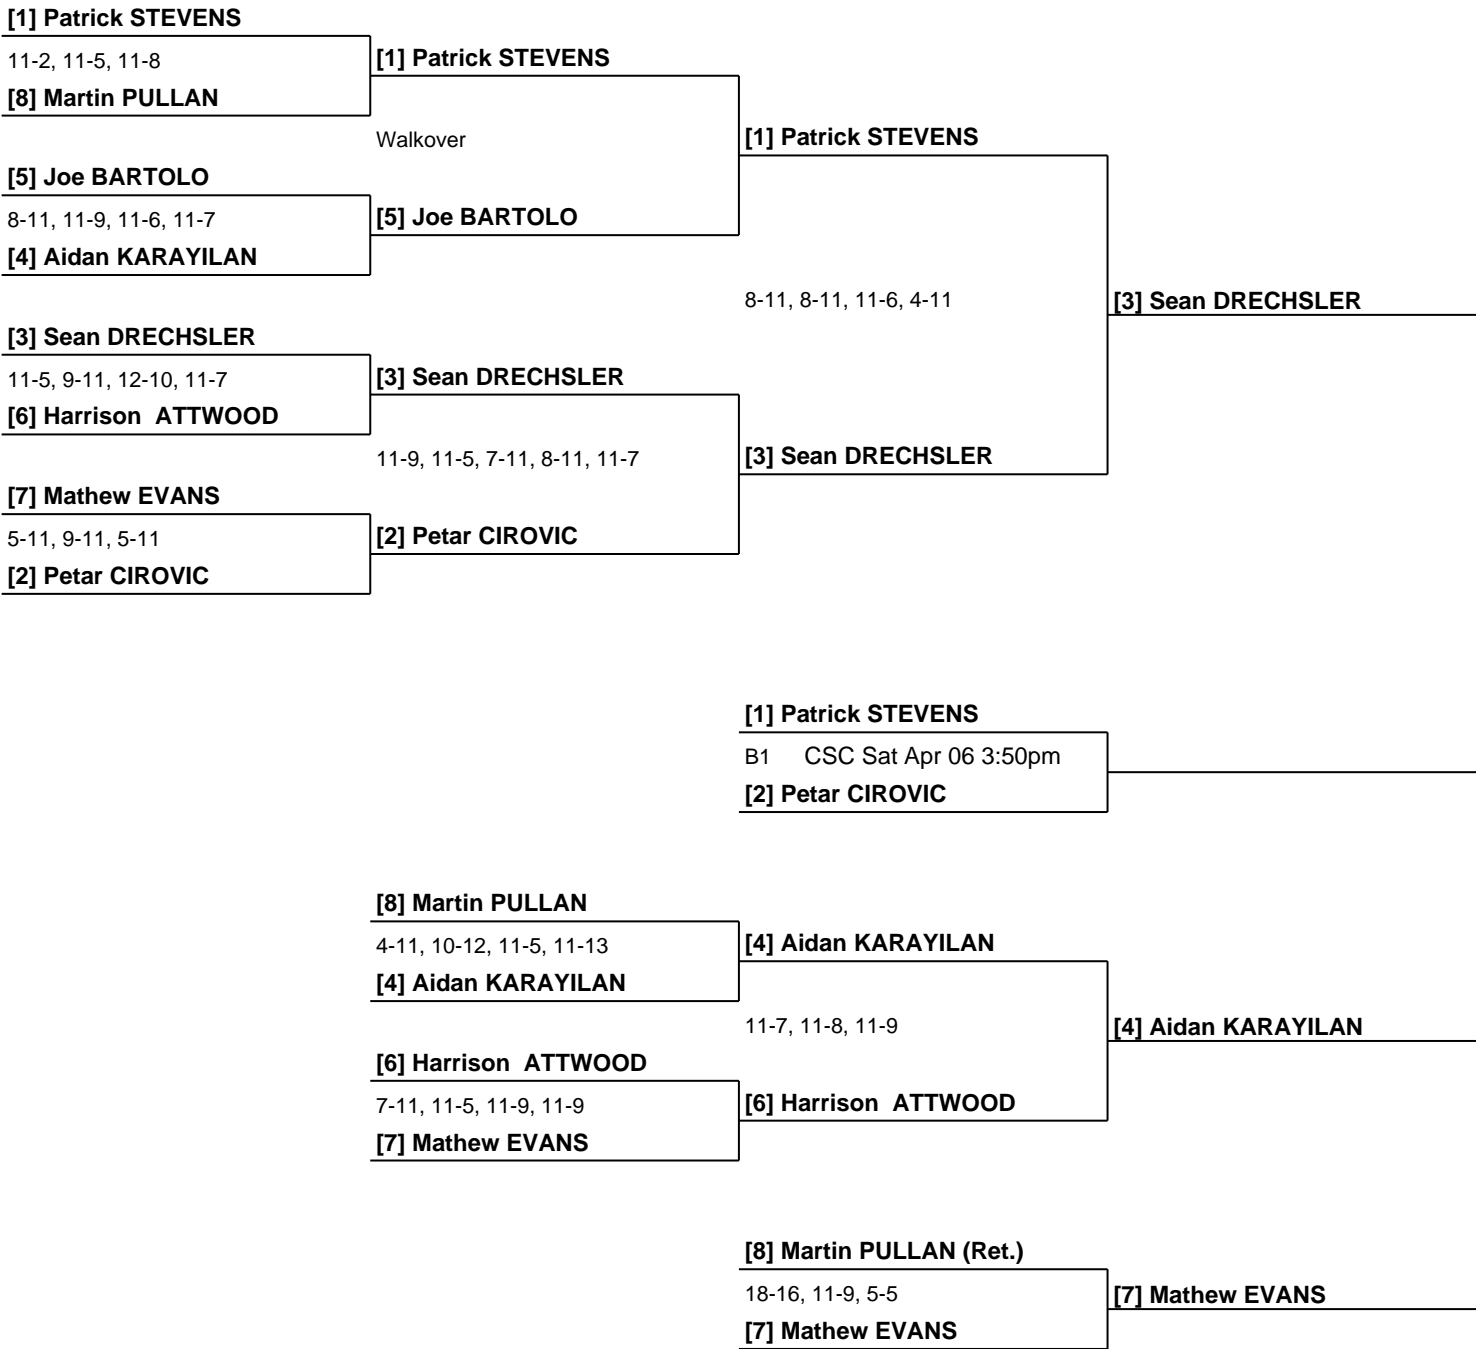 [1] Patrick STEVENS
11-2, 11-5, 11-8
[1] Patrick STEVENS
[8] Martin PULLAN
Walkover
[1] Patrick STEVENS
[5] Joe BARTOLO
8-11, 11-9, 11-6, 11-7
[5] Joe BARTOLO
[4] Aidan KARAYILAN
8-11, 8-11, 11-6, 4-11
[3] Sean DRECHSLER
[3] Sean DRECHSLER
11-5, 9-11, 12-10, 11-7
[3] Sean DRECHSLER
[6] Harrison  ATTWOOD
11-9, 11-5, 7-11, 8-11, 11-7
[3] Sean DRECHSLER
[7] Mathew EVANS
5-11, 9-11, 5-11
[2] Petar CIROVIC
[2] Petar CIROVIC
[1] Patrick STEVENS
B1 CSC Sat Apr 06 3:50pm
[2] Petar CIROVIC
[8] Martin PULLAN
4-11, 10-12, 11-5, 11-13
[4] Aidan KARAYILAN
[4] Aidan KARAYILAN
11-7, 11-8, 11-9
[4] Aidan KARAYILAN
[6] Harrison  ATTWOOD
7-11, 11-5, 11-9, 11-9
[6] Harrison  ATTWOOD
[7] Mathew EVANS
[8] Martin PULLAN (Ret.)
18-16, 11-9, 5-5
[7] Mathew EVANS
[7] Mathew EVANS